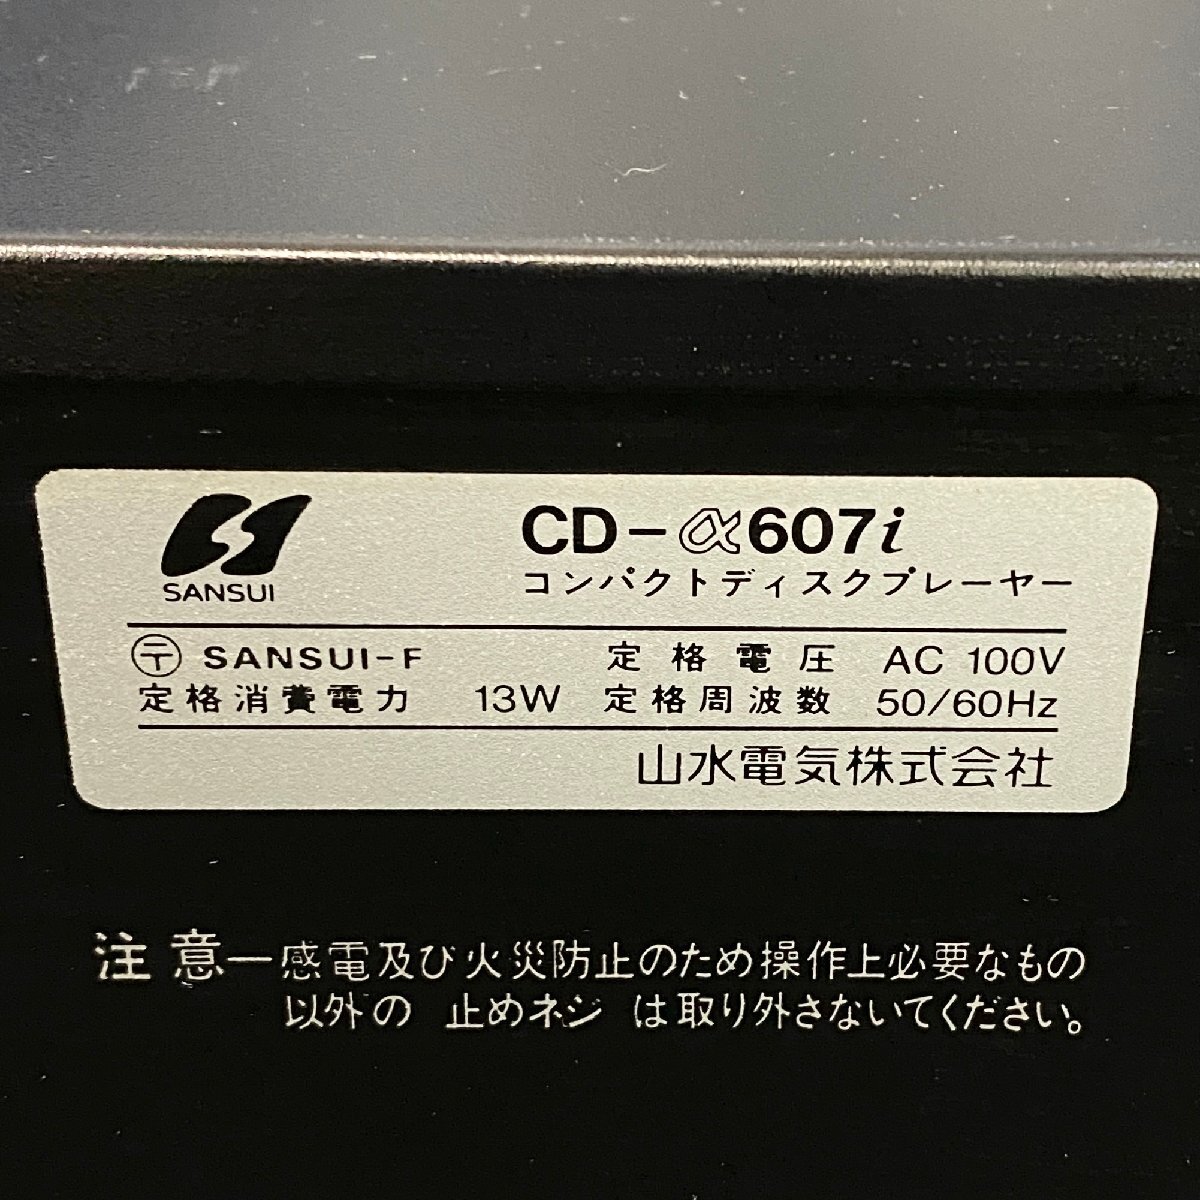 SANSUI
CD-α607i
コンパクトディスクプレーヤー
〒 SANSUI-F 定格電圧 AC 100V
定格消費電力 13W 定格周波数 50/60Hz
山水電気株式会社
注意—感電及び火災防止のため操作上必要なもの
以外の 止めネジ は取り外さないでください。